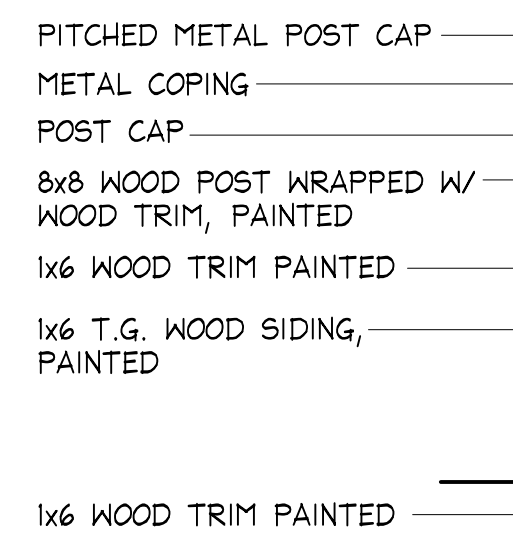 PITCHED METAL POST CAP
METAL COPING
POST CAP
8x8 WOOD POST WRAPPED W/
WOOD TRIM, PAINTED
1x6 WOOD TRIM PAINTED
1x6 T.G. WOOD SIDING,
PAINTED
1x6 WOOD TRIM PAINTED